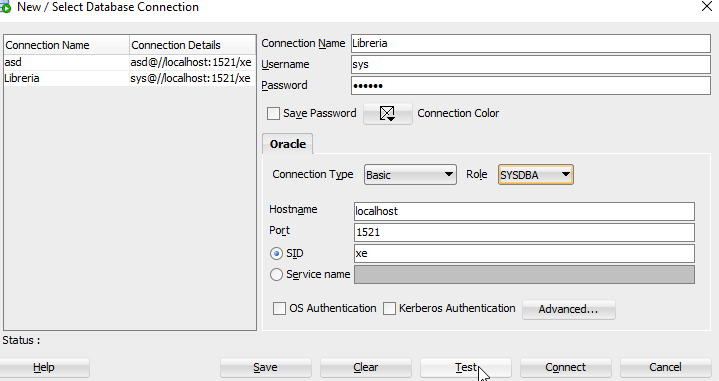 New / Select Database Connection
Connection Name Connection Details
asd asd@//localhost:1521/xe
Libreria sys@//localhost:1521/xe
Connection Name Libreria
Username sys
Password ••••••
Save Password Connection Color
Oracle
Connection Type Basic Role SYSDBA
Hostname localhost
Port 1521
SID xe
Service name
OS Authentication Kerberos Authentication Advanced...
Status :
Help Save Clear Test Connect Cancel